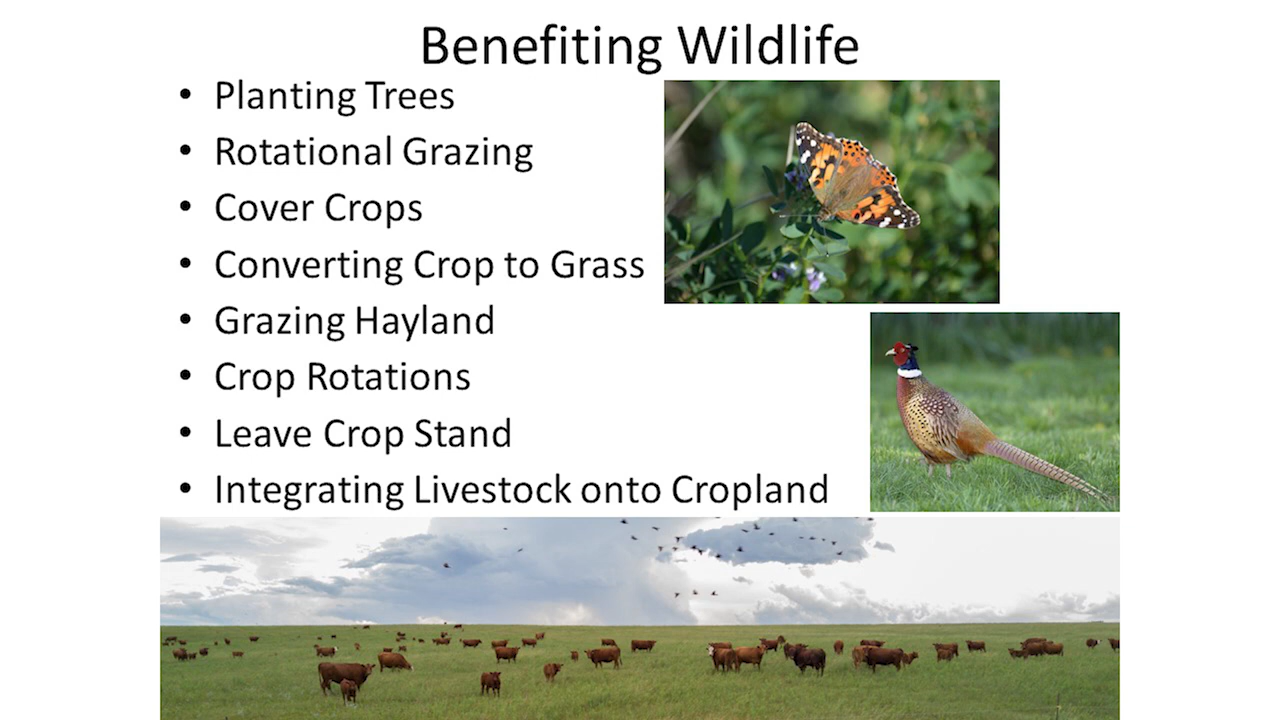 Benefiting Wildlife
• Planting Trees
• Rotational Grazing
• Cover Crops
• Converting Crop to Grass
• Grazing Hayland
• Crop Rotations
• Leave Crop Stand
• Integrating Livestock onto Cropland